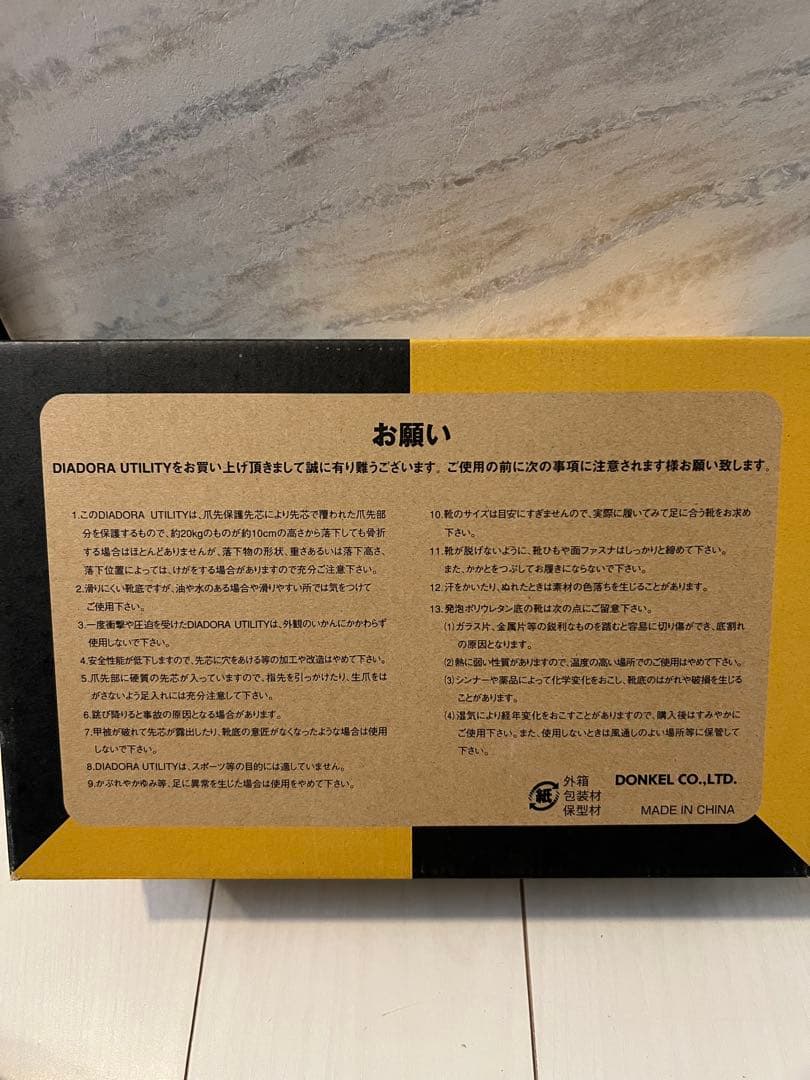 お願い
DIADORA UTILITYをお買い上げ頂きまして誠に有り難うございます。ご使用の前に次の事項に注意されます様お願い致します。
1.このDIADORA UTILITYは、爪先保護先芯により先芯で覆われた爪先部
分を保護するもので、約20kgのものが約10cmの高さから落下しても骨折
する場合はほとんどありませんが、落下物の形状、重さあるいは落下高さ、
落下位置によっては、けがをする場合がありますので充分ご注意下さい。
2.滑りにくい靴底ですが、油や水のある場合や滑りやすい所では気をつけて
ご使用下さい。
3.一度衝撃や圧迫を受けたDIADORA UTILITYは、外観のいかんにかかわらず
使用しないで下さい。
4.安全性能が低下しますので、先芯に穴をあける等の加工や改造はやめて下さい。
5.爪先部に硬質の先芯が入っていますので、指先を引っかけたり、生爪をは
がさないよう足入れには充分注意して下さい。
6.跳び降りると事故の原因となる場合があります。
7.甲被が破れて先芯が露出したり、靴底の意匠がなくなったような場合は使用
しないで下さい。
8.DIADORA UTILITYは、スポーツ等の目的には適していません。
9.かぶれやかゆみ等、足に異常を生じた場合は使用をやめて下さい。
10.靴のサイズは目安にすぎませんので、実際に履いてみて足に合う靴をお求め
下さい。
11.靴が脱げないように、靴ひもや面ファスナはしっかりと締めて下さい。
また、かかとをつぶしてお履きにならないで下さい。
12.汗をかいたり、ぬれたときは素材の色落ちを生じることがあります。
13.発泡ポリウレタン底の靴は次の点にご留意下さい。
(1)ガラス片、金属片等の鋭利なものを踏むと容易に切り傷ができ、底割れ
の原因となります。
(2)熱に弱い性質がありますので、温度の高い場所でのご使用はやめて下さい。
(3)シンナーや薬品によって化学変化をおこし、靴底のはがれや破損を生じる
ことがあります。
(4)湿気により経年変化をおこすことがありますので、購入後はすみやかに
ご使用下さい。また、使用しないときは風通しのよい場所等に保管して
下さい。
紙
外箱
包装材
保型材
DONKEL CO.,LTD.
MADE IN CHINA